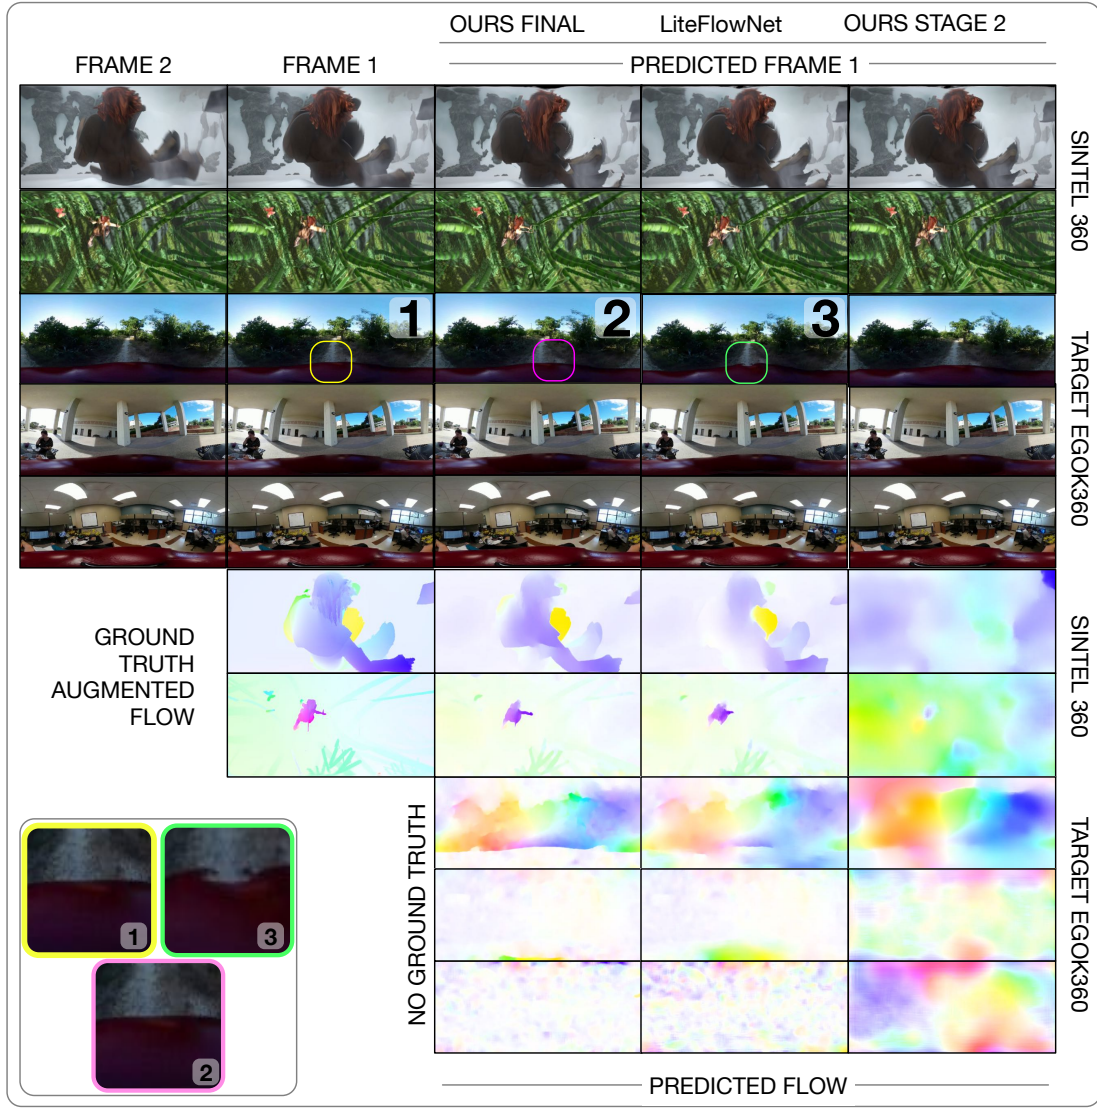 OURS FINAL LiteFlowNet OURS STAGE 2
FRAME 2 FRAME 1 PREDICTED FRAME 1
SINTEL 360
1 2 3
TARGET EGOK360
GROUND
TRUTH
AUGMENTED
FLOW
SINTEL 360
NO GROUND TRUTH
TARGET EGOK360
1 3
2
PREDICTED FLOW